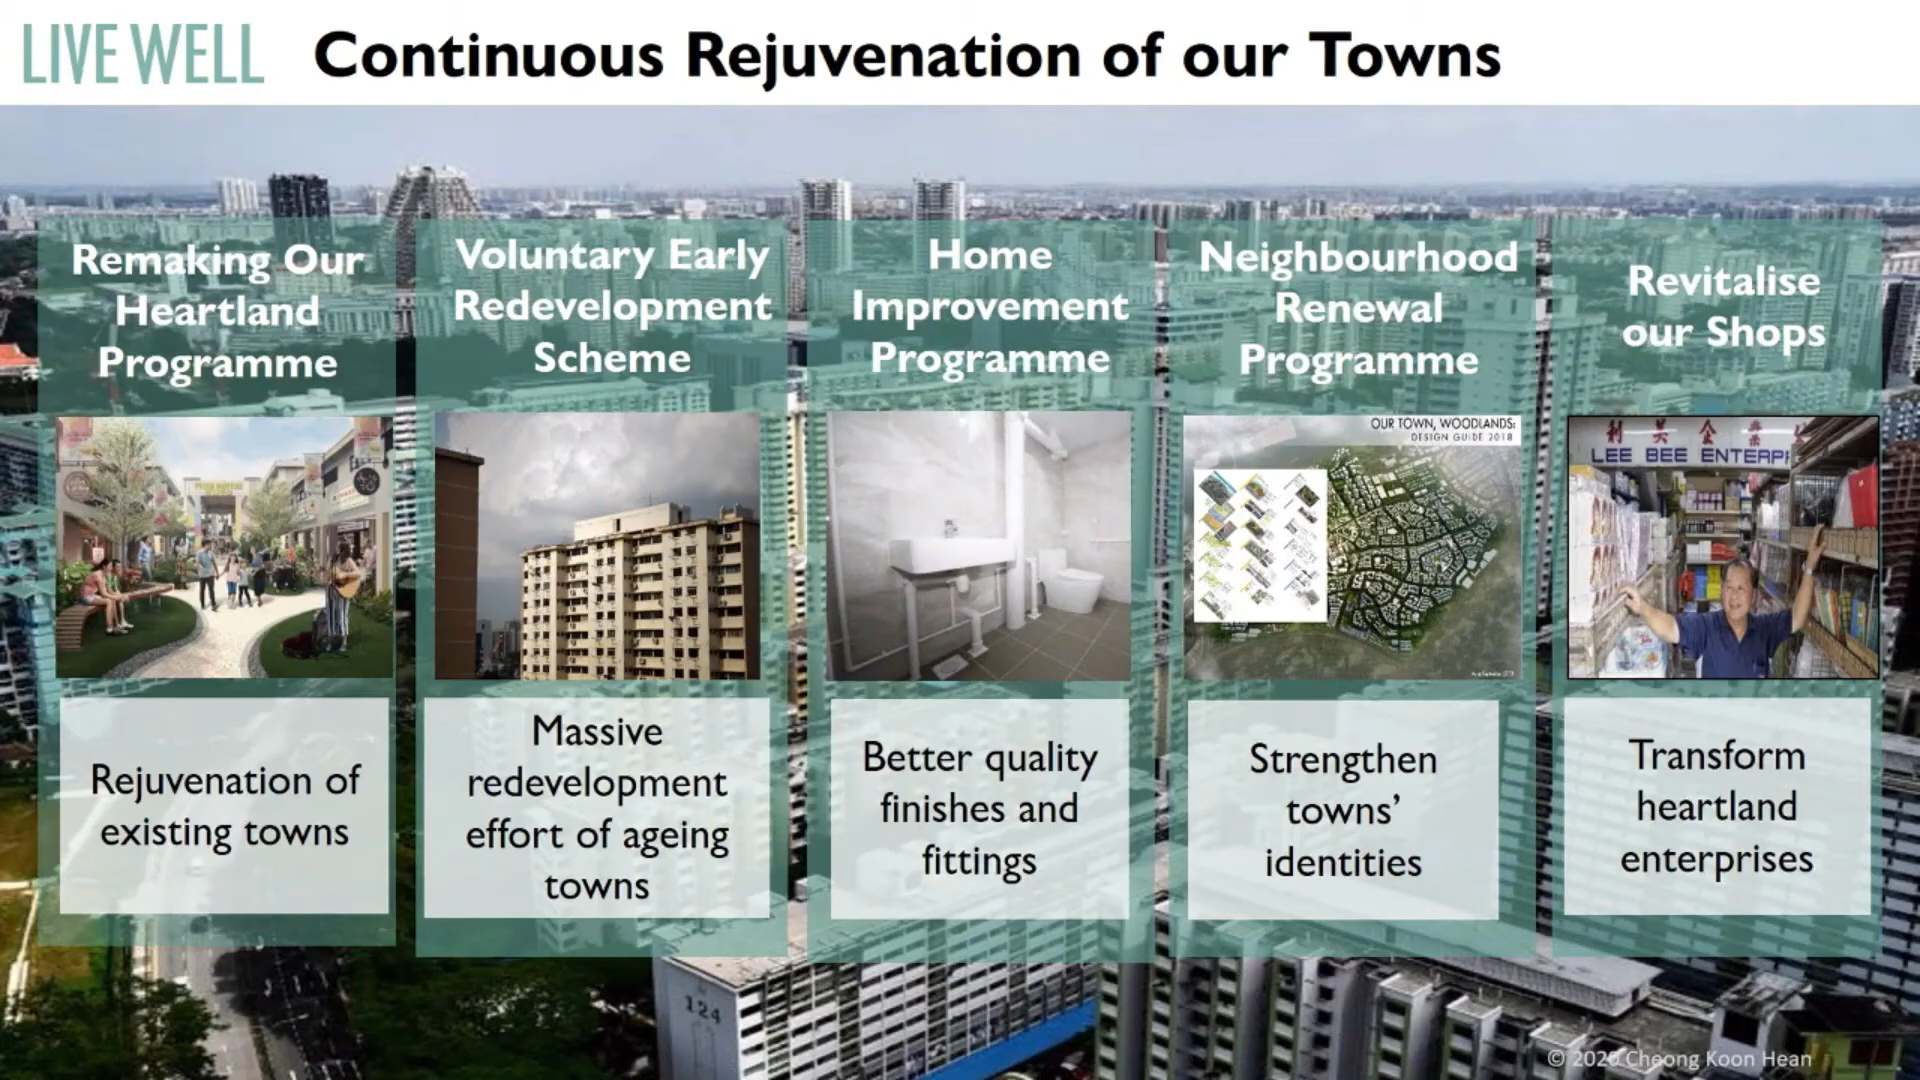 LIVE WELL
Continuous Rejuvenation of our Towns
Remaking Our
Heartland
Programme
Rejuvenation of
existing towns
Voluntary Early
Redevelopment
Scheme
Massive
redevelopment
effort of ageing
towns
Home
Improvement
Programme
Better quality
finishes and
fittings
Neighbourhood
Renewal
Programme
OUR TOWN, WOODLANDS:
DESIGN GUIDE 2018
Strengthen
towns’
identities
Revitalise
our Shops
LEE BEE ENTERPR
Transform
heartland
enterprises
124
© 2020 Cheong Koon Hean